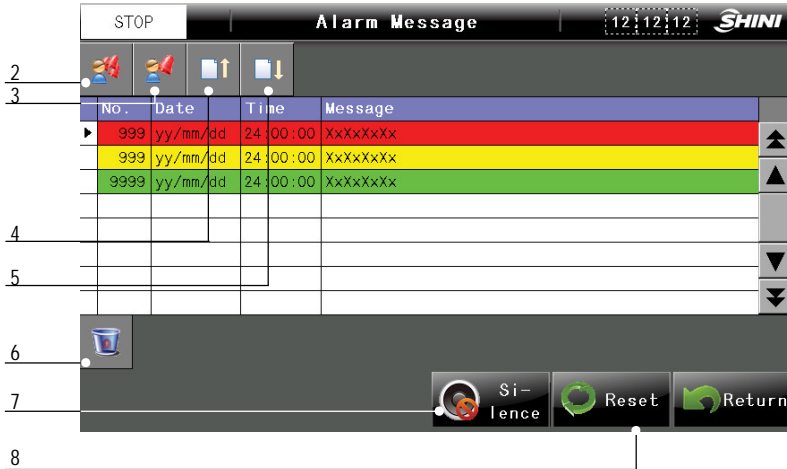 STOP Alarm Message 12 12 12 SHINI
2
3
No. Date Time Message
999 yy/mm/dd 24:00:00 XxXxXxXx
999 yy/mm/dd 24:00:00 XxXxXxXx
9999 yy/mm/dd 24:00:00 XxXxXxXx
4
5
6
7
Si-
lence
Reset
Return
8